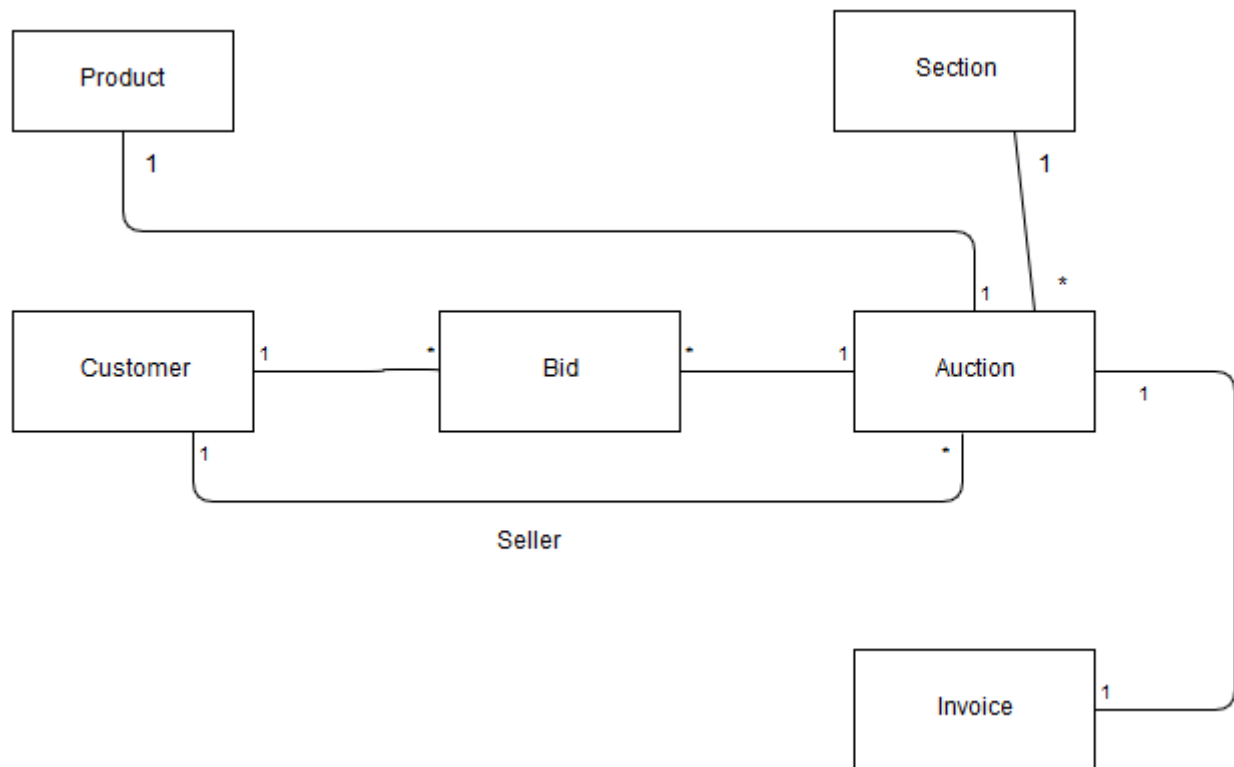 Product
Section
1
1
*
1
Customer
1
*
Bid
*
1
Auction
1
1
*
Seller
Invoice
1